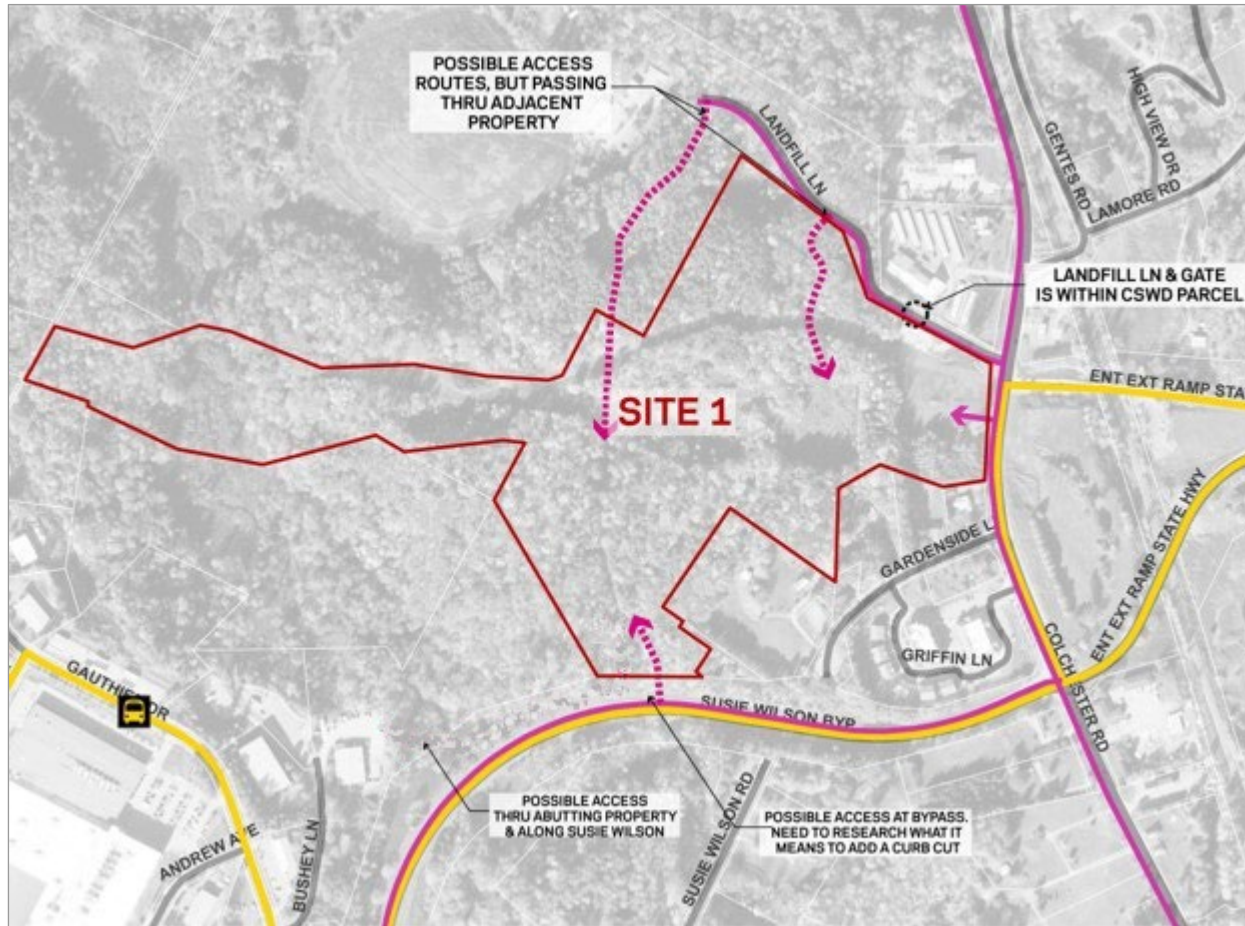 POSSIBLE ACCESS
ROUTES, BUT PASSING
THRU ADJACENT
PROPERTY
LANDFILL LN
GENTES RD
HIGH VIEW DR
LAMORE RD
LANDFILL LN & GATE
IS WITHIN CSWD PARCEL
ENT EXT RAMP STA
SITE 1
ENT EXT RAMP STATE HWY
GARDENSIDE L
GRIFFIN LN
COLCHESTER RD
SUSIE WILSON BYP
GAUTHIER DR
POSSIBLE ACCESS
THRU ABUTTING PROPERTY
& ALONG SUSIE WILSON
POSSIBLE ACCESS AT BYPASS.
NEED TO RESEARCH WHAT IT
MEANS TO ADD A CURB CUT
SUSIE WILSON RD
ANDREW AVE
BUSHEY LN